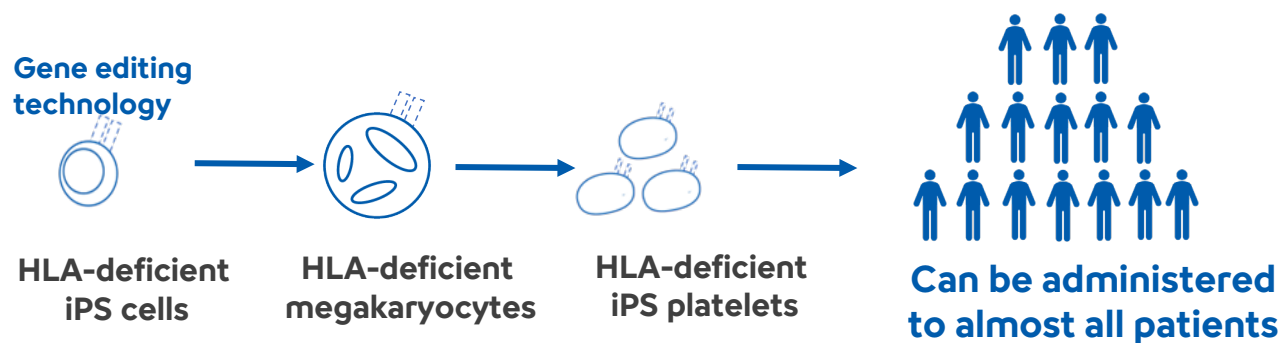 Gene editing
technology
HLA-deficient
iPS cells
HLA-deficient
megakaryocytes
HLA-deficient
iPS platelets
Can be administered
to almost all patients